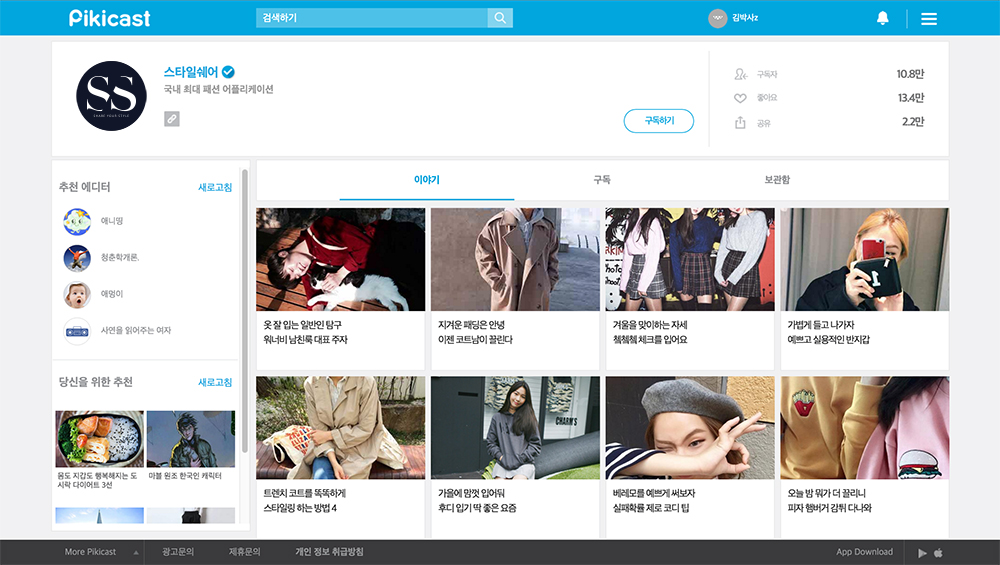 Pikicast
검색하기
김박사z
SS
SHARE YOUR STYLE
스타일쉐어
국내 최대 패션 어플리케이션
구독하기
구독자 10.8만
좋아요 13.4만
공유 2.2만
추천 에디터 새로고침
애니띵
청춘학개론.
애멍이
사연을 읽어주는 여자
당신을 위한 추천 새로고침
몸도 지갑도 행복해지는 도
시락 다이어트 3선
마블 원조 한국인 캐릭터
이야기 구독 보관함
옷 잘 입는 일반인 탐구
워너비 남친룩 대표 주자
지겨운 패딩은 안녕
이젠 코트남이 끌린다
겨울을 맞이하는 자세
쳌쳌쳌 체크를 입어요
가볍게 들고 나가자
예쁘고 실용적인 반지갑
CHARM'S
트렌치 코트를 똑똑하게
스타일링 하는 방법 4
가을에 맘껏 입어둬
후디 입기 딱 좋은 요즘
베레모를 예쁘게 써보자
실패확률 제로 코디 팁
오늘 밤 뭐가 더 끌리니
피자 햄버거 감튀 다나와
More Pikicast 광고문의 제휴문의 개인 정보 취급방침 App Download